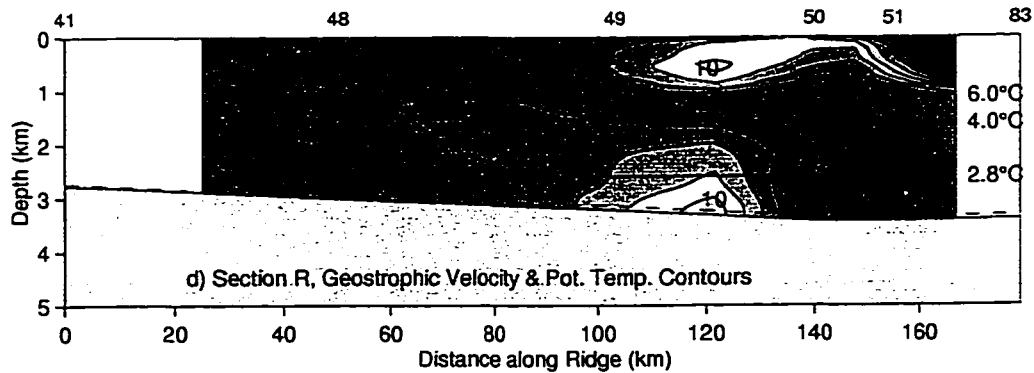 41 48 49 50 51 83
0
1
2
3
4
5
Depth (km)
10
10
6.0°C
4.0°C
2.8°C
d) Section R, Geostrophic Velocity & Pot. Temp. Contours
0 20 40 60 80 100 120 140 160
Distance along Ridge (km)